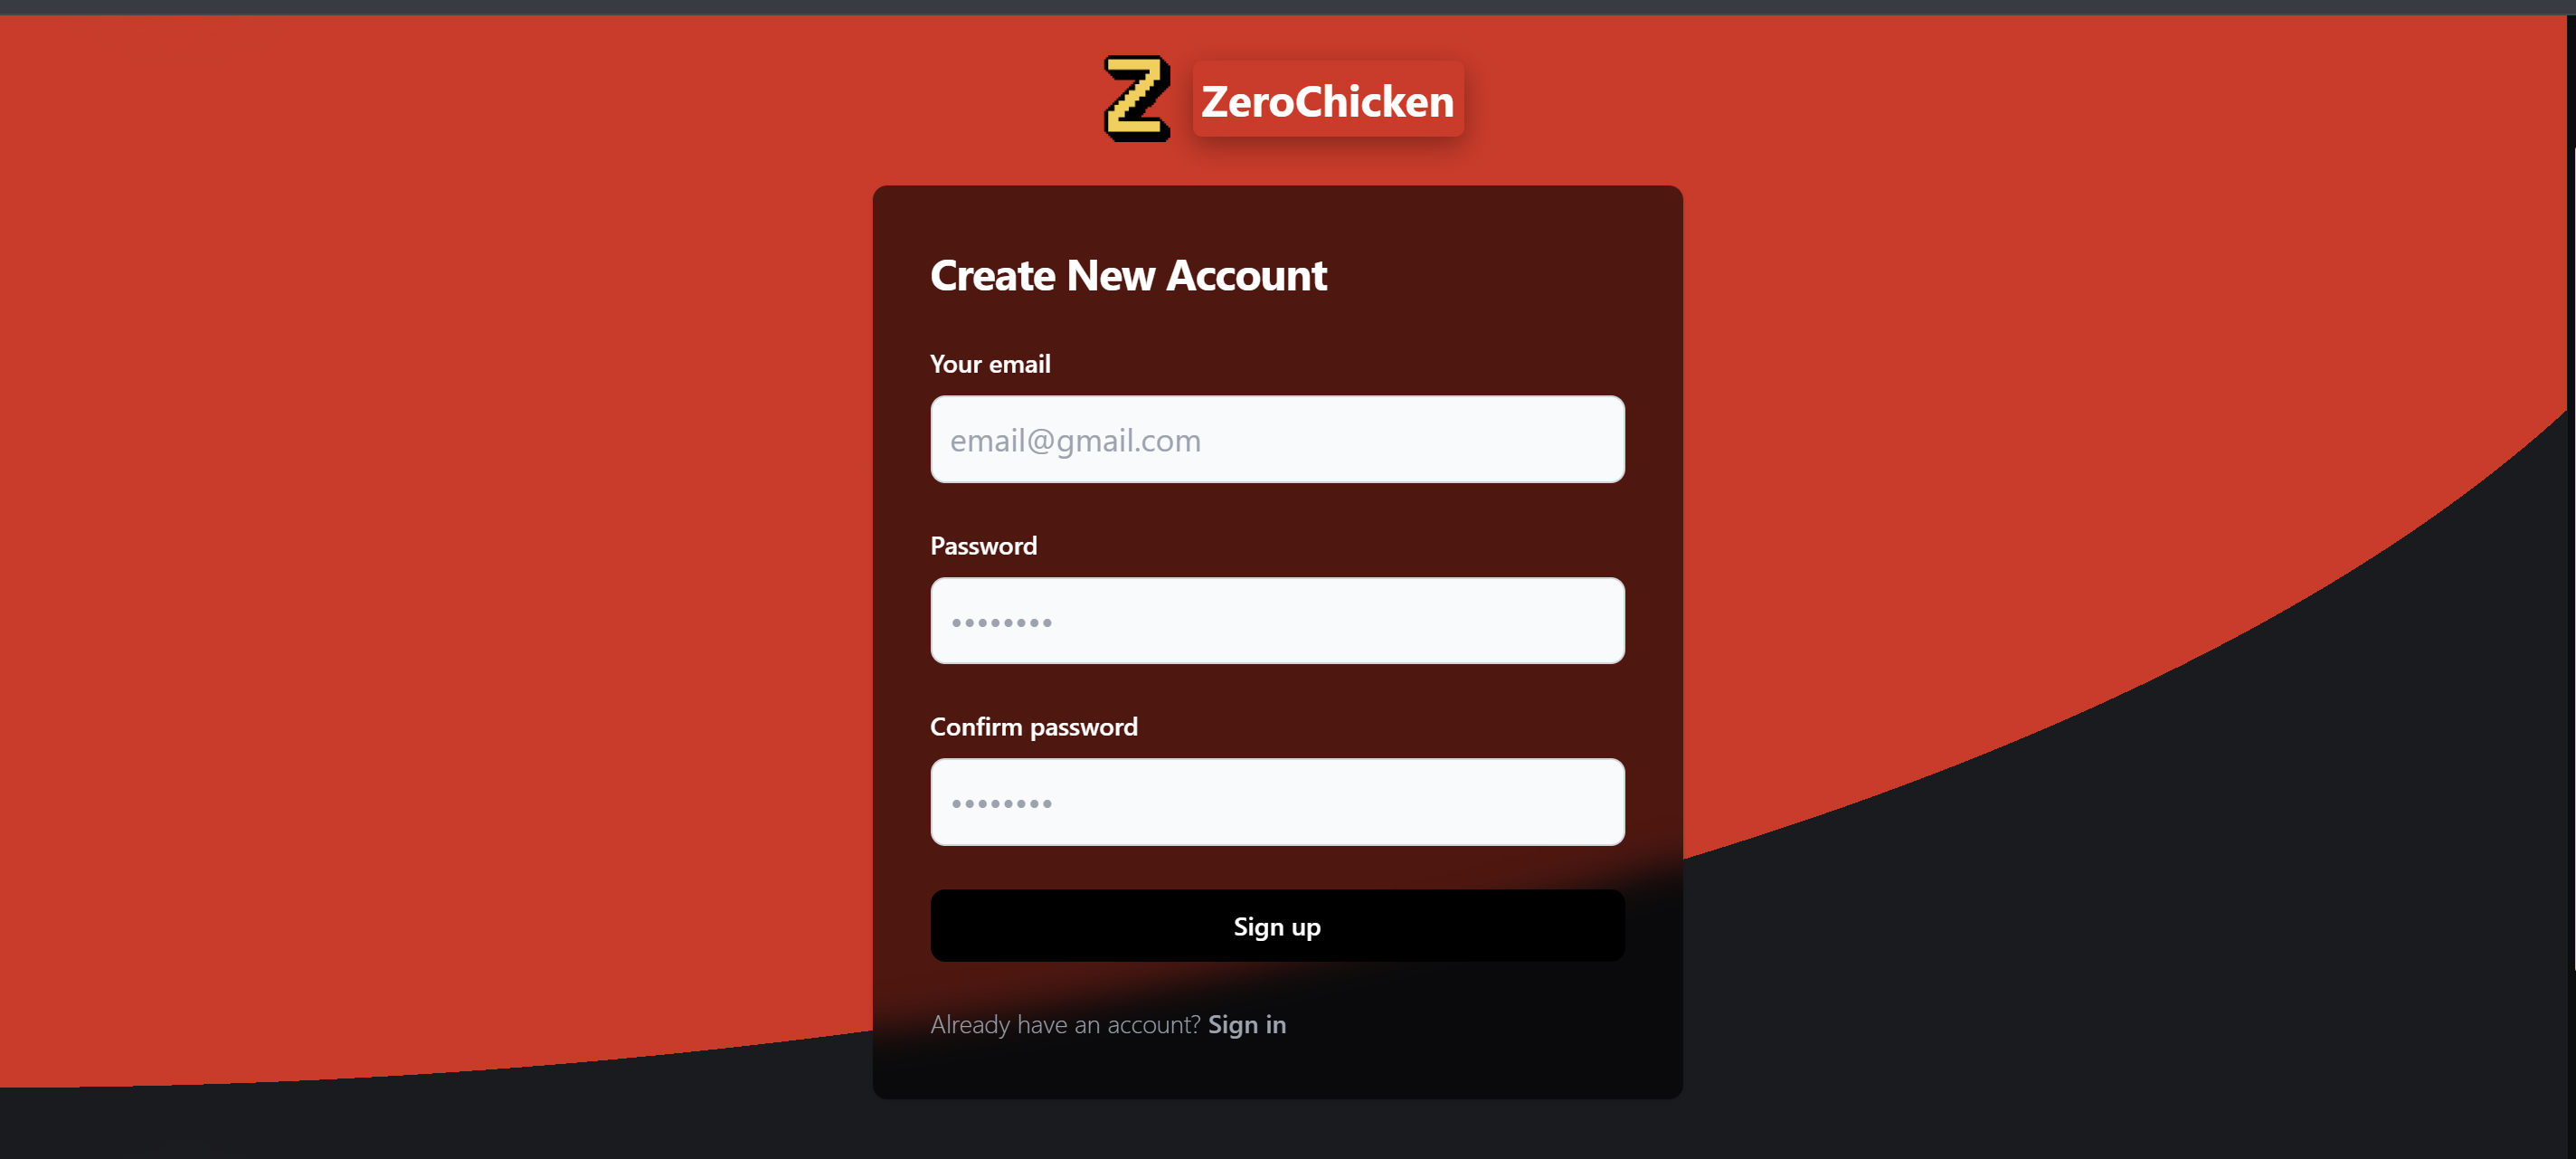 Z ZeroChicken
Create New Account
Your email
email@gmail.com
Password
••••••••
Confirm password
••••••••
Sign up
Already have an account? Sign in